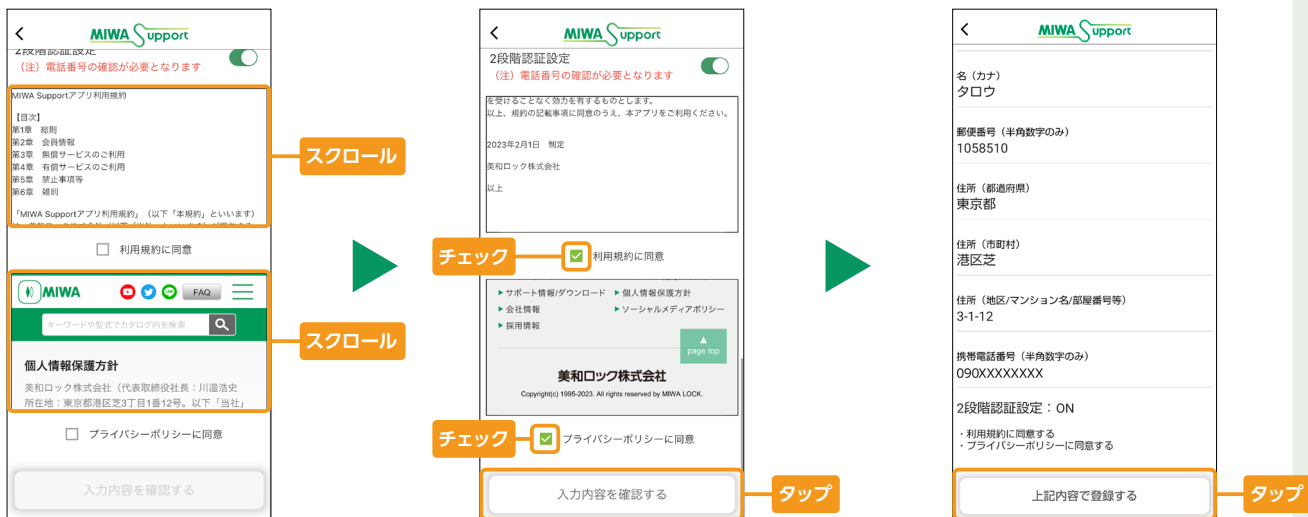 MIWA Support
2段階認証設定
（注）電話番号の確認が必要となります
MIWA Supportアプリ利用規約
【目次】
第1章 総則
第2章 会員情報
第3章 無償サービスのご利用
第4章 有償サービスのご利用
第5章 禁止事項等
第6章 雑則
「MIWA Supportアプリ利用規約」（以下「本規約」といいます）
スクロール
利用規約に同意
MIWA
FAQ
キーワードや型式でカタログ内を検索
スクロール
個人情報保護方針
美和ロック株式会社（代表取締役社長：川邉浩史
所在地：東京都港区芝3丁目1番12号。以下「当社」
プライバシーポリシーに同意
入力内容を確認する
MIWA Support
2段階認証設定
（注）電話番号の確認が必要となります
を受けることなく効力を有するものとします。
以上、規約の記載事項に同意のうえ、本アプリをご利用ください。
2023年2月1日 制定
美和ロック株式会社
以上
チェック
利用規約に同意
▶サポート情報/ダウンロード ▶個人情報保護方針
▶会社情報 ▶ソーシャルメディアポリシー
▶採用情報
page top
美和ロック株式会社
Copyright(c) 1995-2023. All rights reserved by MIWA LOCK.
チェック
プライバシーポリシーに同意
入力内容を確認する
タップ
MIWA Support
名（カナ）
タロウ
郵便番号（半角数字のみ）
1058510
住所（都道府県）
東京都
住所（市町村）
港区芝
住所（地区/マンション名/部屋番号等）
3-1-12
携帯電話番号（半角数字のみ）
090XXXXXXXX
2段階認証設定：ON
・利用規約に同意する
・プライバシーポリシーに同意する
上記内容で登録する
タップ